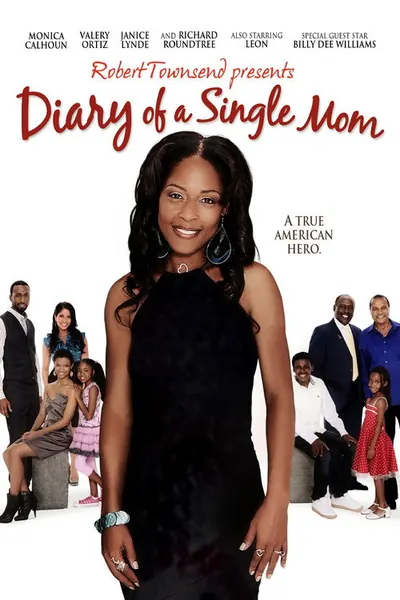 MONICA CALHOUN
VALERY ORTIZ
JANICE LYNDE
AND RICHARD ROUNDTREE
ALSO STARRING LEON
SPECIAL GUEST STAR BILLY DEE WILLIAMS
Robert Townsend presents
Diary of a Single Mom
A TRUE
AMERICAN
HERO.